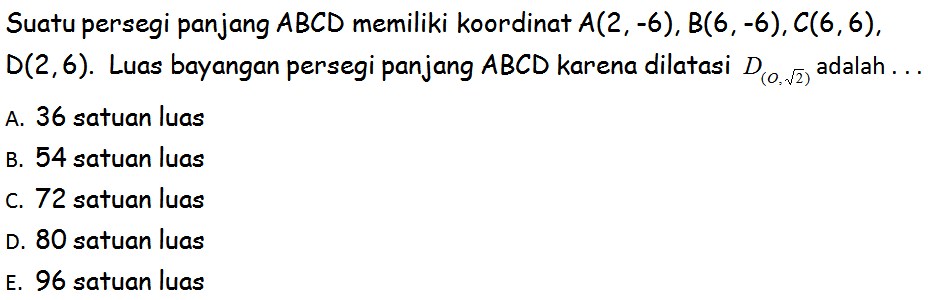 Suatu persegi panjang ABCD memiliki koordinat A(2, -6), B(6, -6), C(6, 6),
D(2, 6). Luas bayangan persegi panjang ABCD karena dilatasi D(O, √2) adalah . . .
A. 36 satuan luas
B. 54 satuan luas
C. 72 satuan luas
D. 80 satuan luas
E. 96 satuan luas